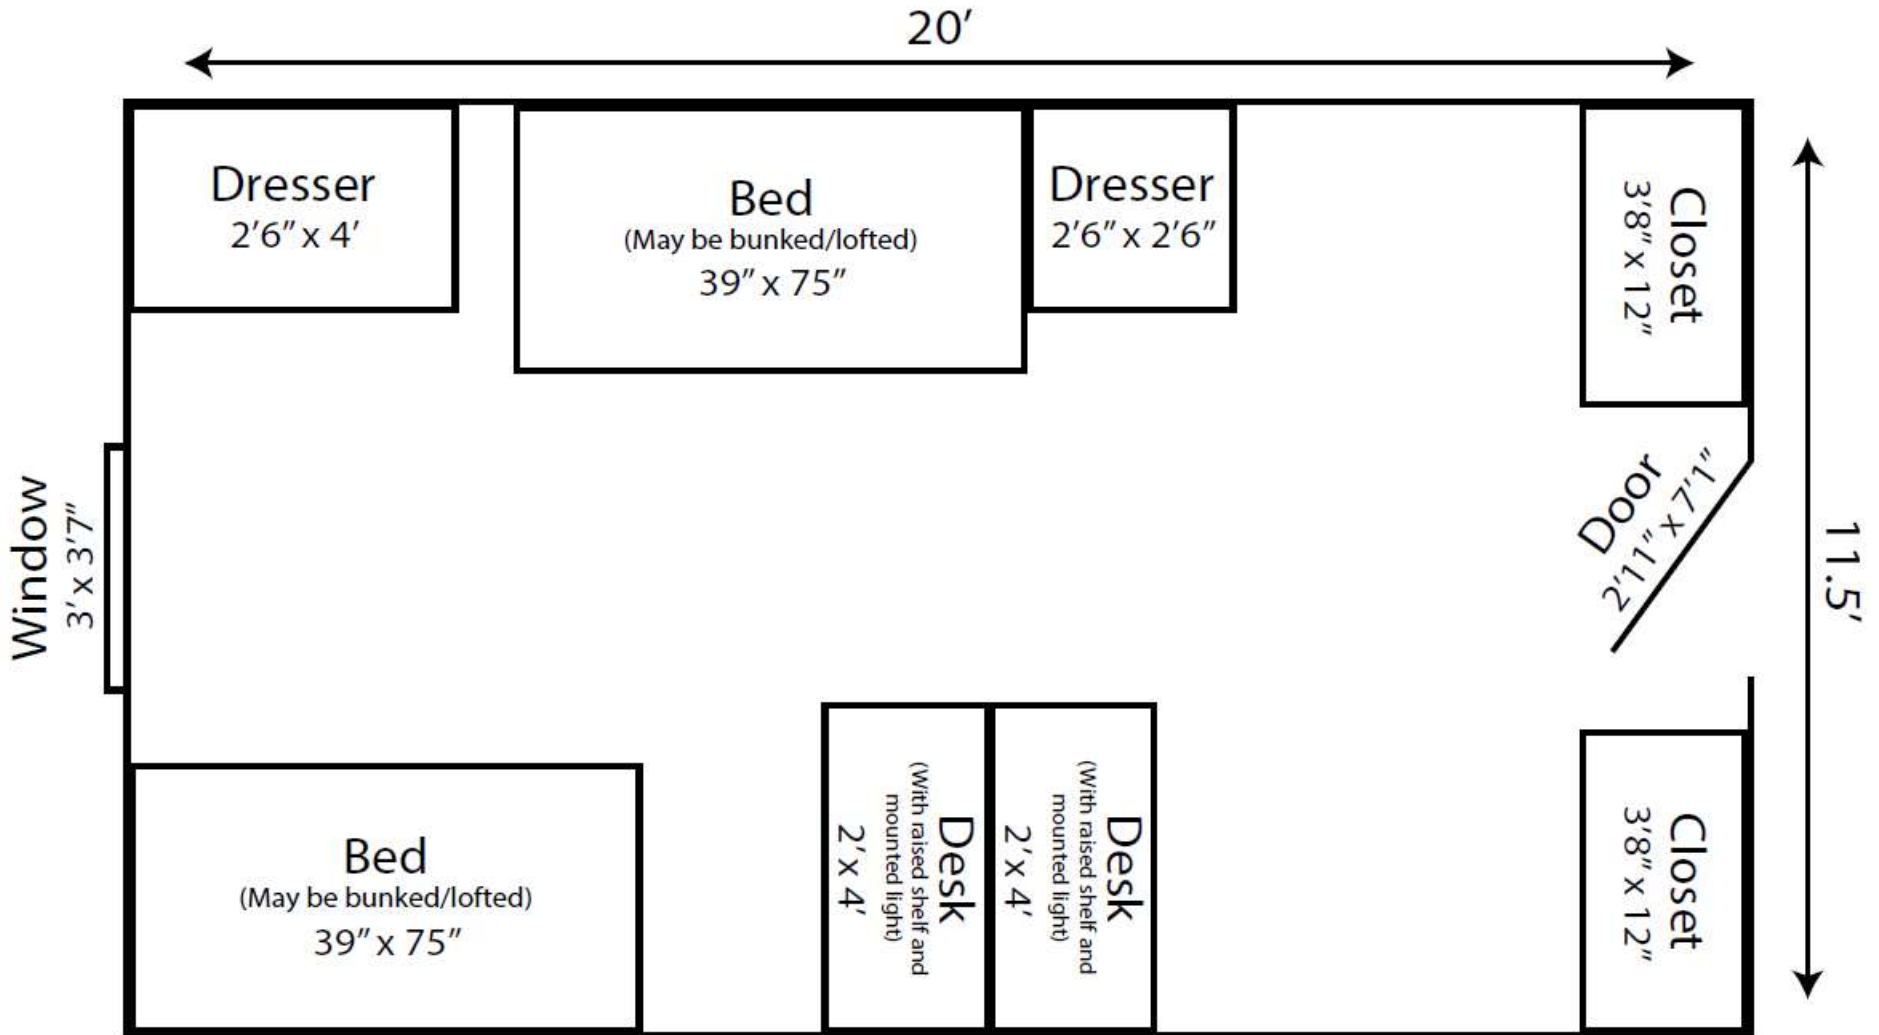 20′
Dresser
2′6″ x 4′
Bed
(May be bunked/lofted)
39″ x 75″
Dresser
2′6″ x 2′6″
Closet
3′8″ x 12″
Window
3′ x 3′7″
Door
2′11″ x 7′1″
11.5′
Bed
(May be bunked/lofted)
39″ x 75″
Desk
(With raised shelf and
mounted light)
2′ x 4′
Desk
(With raised shelf and
mounted light)
2′ x 4′
Closet
3′8″ x 12″